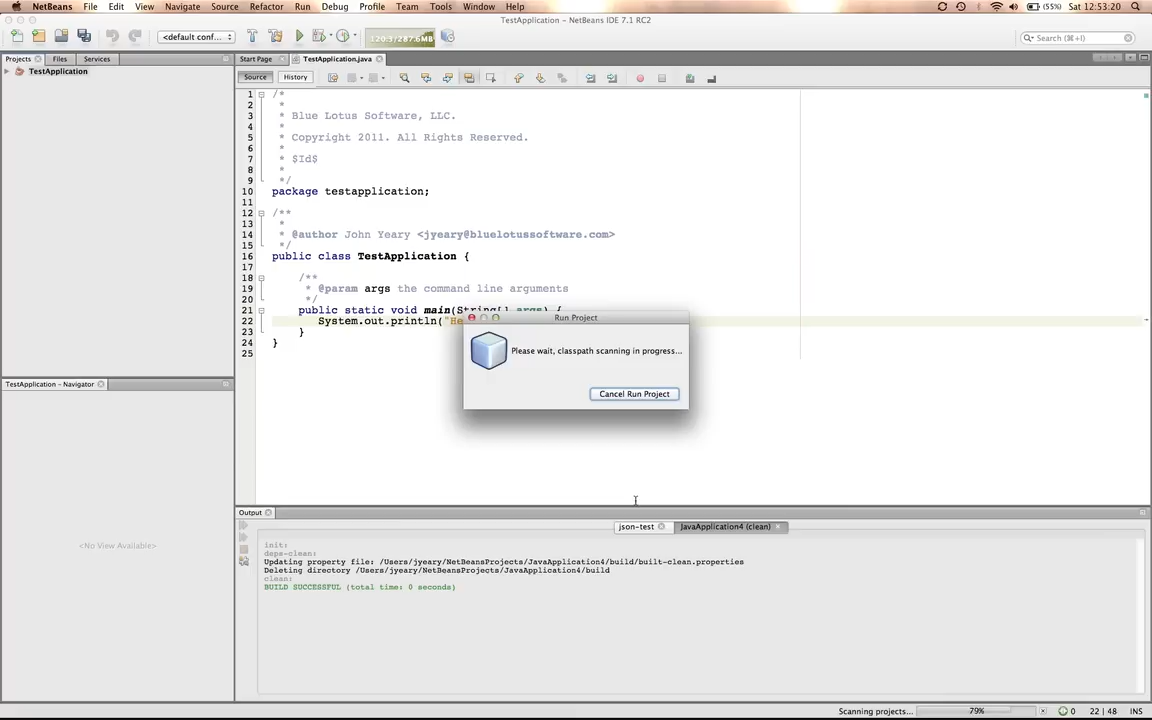 NetBeans File Edit View Navigate Source Refactor Run Debug Profile Team Tools Window Help (55%) Sat 12:53:20
TestApplication - NetBeans IDE 7.1 RC2
<default conf... 120.3/287.6MB Search (⌘+I)
Projects Files Services
Start Page TestApplication.java
TestApplication
Source History
1 /*
2 *
3 * Blue Lotus Software, LLC.
4 *
5 * Copyright 2011. All Rights Reserved.
6 *
7 * $Id$
8 *
9 */
10 package testapplication;
11
12 /**
13 *
14 * @author John Yeary <jyeary@bluelotussoftware.com>
15 */
16 public class TestApplication {
17
18 /**
19 * @param args the command line arguments
20 */
21 public static void main(String[] args) {
22 System.out.println("He
23 }
24 }
25
Run Project
Please wait, classpath scanning in progress...
Cancel Run Project
TestApplication - Navigator
<No View Available>
Output
json-test JavaApplication4 (clean)
init:
deps-clean:
Updating property file: /Users/jyeary/NetBeansProjects/JavaApplication4/build/built-clean.properties
Deleting directory /Users/jyeary/NetBeansProjects/JavaApplication4/build
clean:
BUILD SUCCESSFUL (total time: 0 seconds)
Scanning projects... 79% 0 22 | 48 INS